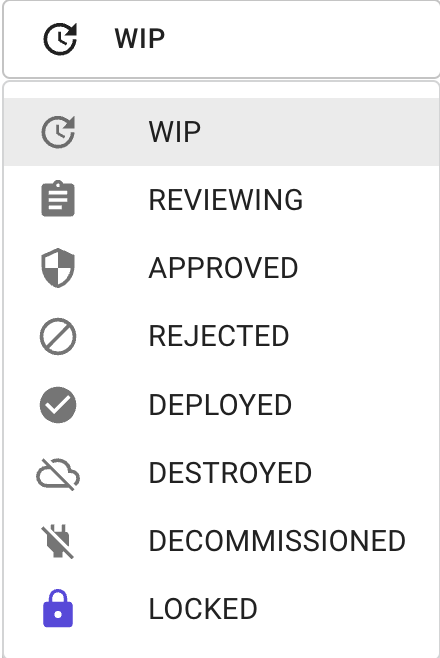 WIP
WIP
REVIEWING
APPROVED
REJECTED
DEPLOYED
DESTROYED
DECOMMISSIONED
LOCKED